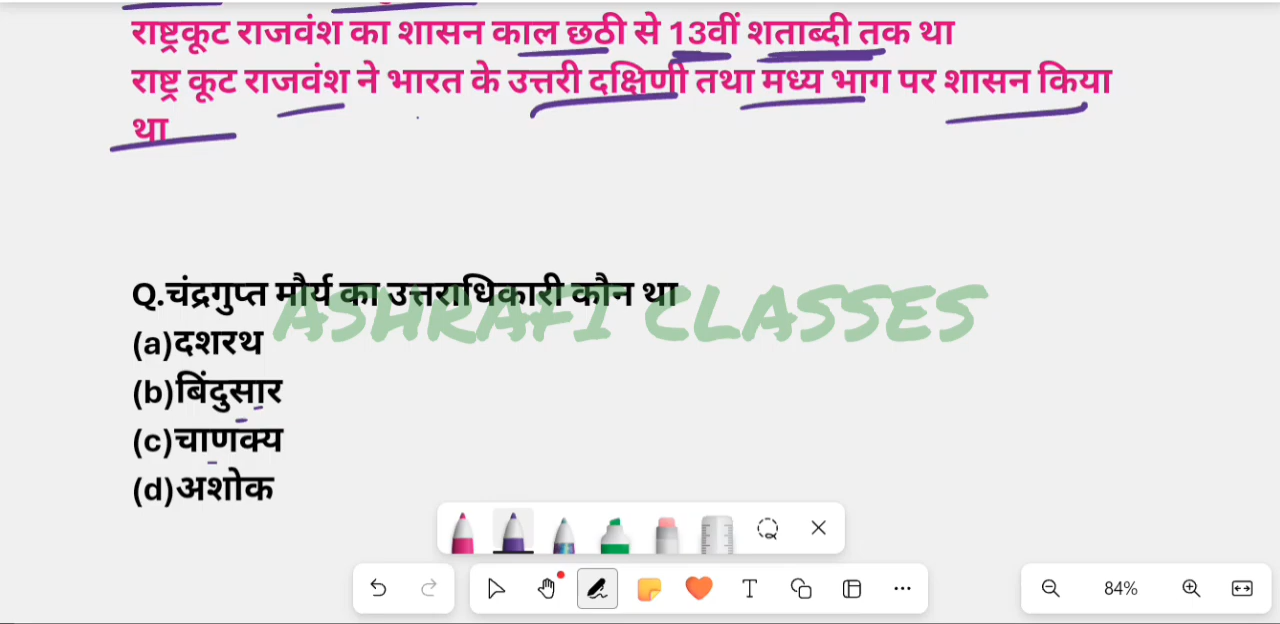 राष्ट्रकूट राजवंश का शासन काल छठी से 13वीं शताब्दी तक था
राष्ट्र कूट राजवंश ने भारत के उत्तरी दक्षिणी तथा मध्य भाग पर शासन किया
था
Q.चंद्रगुप्त मौर्य का उत्तराधिकारी कौन था
ASHRAFI CLASSES
(a)दशरथ
(b)बिंदुसार
(c)चाणक्य
(d)अशोक
T
84%